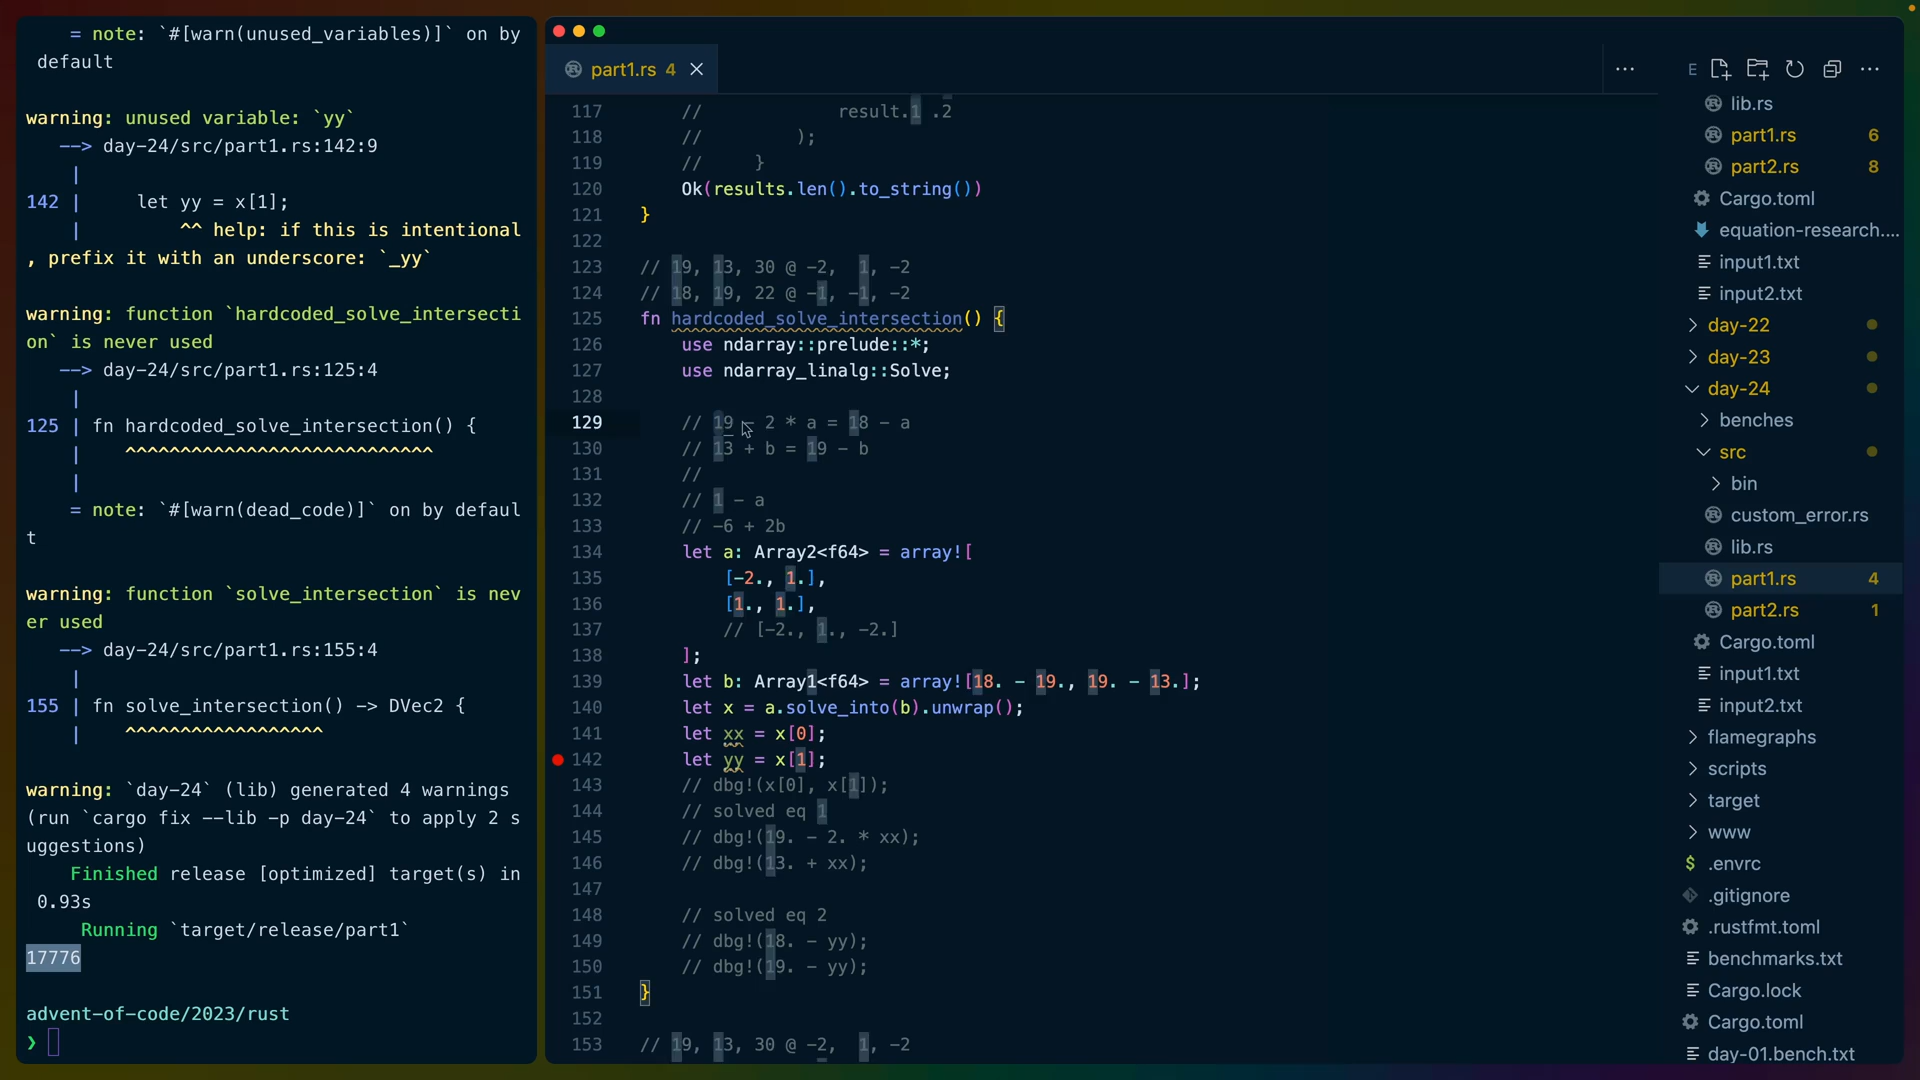 = note: `#[warn(unused_variables)]` on by
default
warning: unused variable: `yy`
--> day-24/src/part1.rs:142:9
|
142 |     let yy = x[1];
|         ^^ help: if this is intentional
, prefix it with an underscore: `_yy`
warning: function `hardcoded_solve_intersecti
on` is never used
--> day-24/src/part1.rs:125:4
|
125 | fn hardcoded_solve_intersection() {
|    ^^^^^^^^^^^^^^^^^^^^^^^^^^^^
|
= note: `#[warn(dead_code)]` on by defaul
t
warning: function `solve_intersection` is nev
er used
--> day-24/src/part1.rs:155:4
|
155 | fn solve_intersection() -> DVec2 {
|    ^^^^^^^^^^^^^^^^^^
warning: `day-24` (lib) generated 4 warnings
(run `cargo fix --lib -p day-24` to apply 2 s
uggestions)
Finished release [optimized] target(s) in
0.93s
Running `target/release/part1`
17776
advent-of-code/2023/rust
❯
part1.rs 4
117     //             result.1 .2
118     //         );
119     //     }
120     Ok(results.len().to_string())
121 }
122
123 // 19, 13, 30 @ -2,  1, -2
124 // 18, 19, 22 @ -1, -1, -2
125 fn hardcoded_solve_intersection() {
126     use ndarray::prelude::*;
127     use ndarray_linalg::Solve;
128
129     // 19 - 2 * a = 18 - a
130     // 13 + b = 19 - b
131     //
132     // 1 - a
133     // -6 + 2b
134     let a: Array2<f64> = array![
135         [-2., 1.],
136         [1., 1.],
137         // [-2., 1., -2.]
138     ];
139     let b: Array1<f64> = array![18. - 19., 19. - 13.];
140     let x = a.solve_into(b).unwrap();
141     let xx = x[0];
142     let yy = x[1];
143     // dbg!(x[0], x[1]);
144     // solved eq 1
145     // dbg!(19. - 2. * xx);
146     // dbg!(13. + xx);
147
148     // solved eq 2
149     // dbg!(18. - yy);
150     // dbg!(19. - yy);
151 }
152
153 // 19, 13, 30 @ -2,  1, -2
E
lib.rs
part1.rs 6
part2.rs 8
Cargo.toml
equation-research....
input1.txt
input2.txt
day-22
day-23
day-24
benches
src
bin
custom_error.rs
lib.rs
part1.rs 4
part2.rs 1
Cargo.toml
input1.txt
input2.txt
flamegraphs
scripts
target
www
.envrc
.gitignore
.rustfmt.toml
benchmarks.txt
Cargo.lock
Cargo.toml
day-01.bench.txt